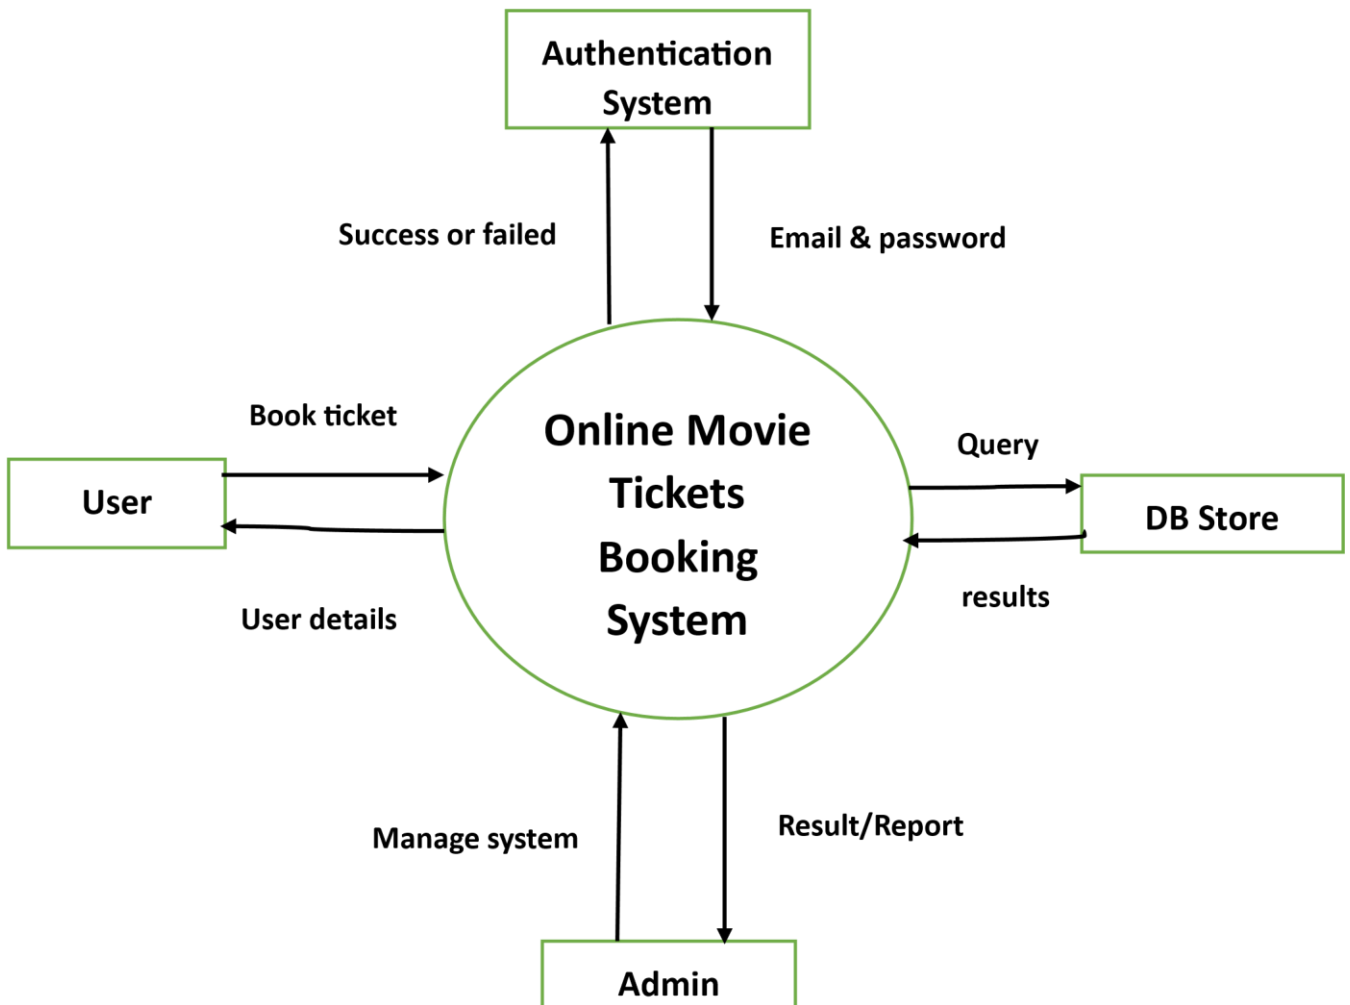 Authentication
System
Success or failed
Email & password
Book ticket
User
User details
Online Movie
Tickets
Booking
System
Query
DB Store
results
Manage system
Result/Report
Admin